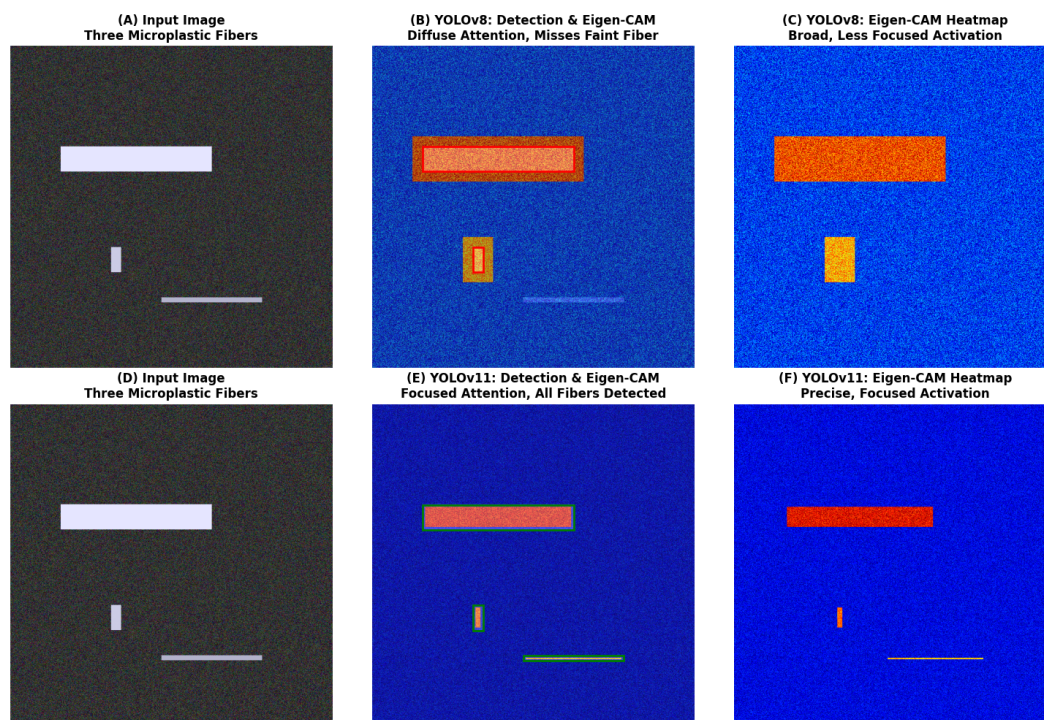 (A) Input Image
Three Microplastic Fibers
(B) YOLOv8: Detection & Eigen-CAM
Diffuse Attention, Misses Faint Fiber
(C) YOLOv8: Eigen-CAM Heatmap
Broad, Less Focused Activation
(D) Input Image
Three Microplastic Fibers
(E) YOLOv11: Detection & Eigen-CAM
Focused Attention, All Fibers Detected
(F) YOLOv11: Eigen-CAM Heatmap
Precise, Focused Activation